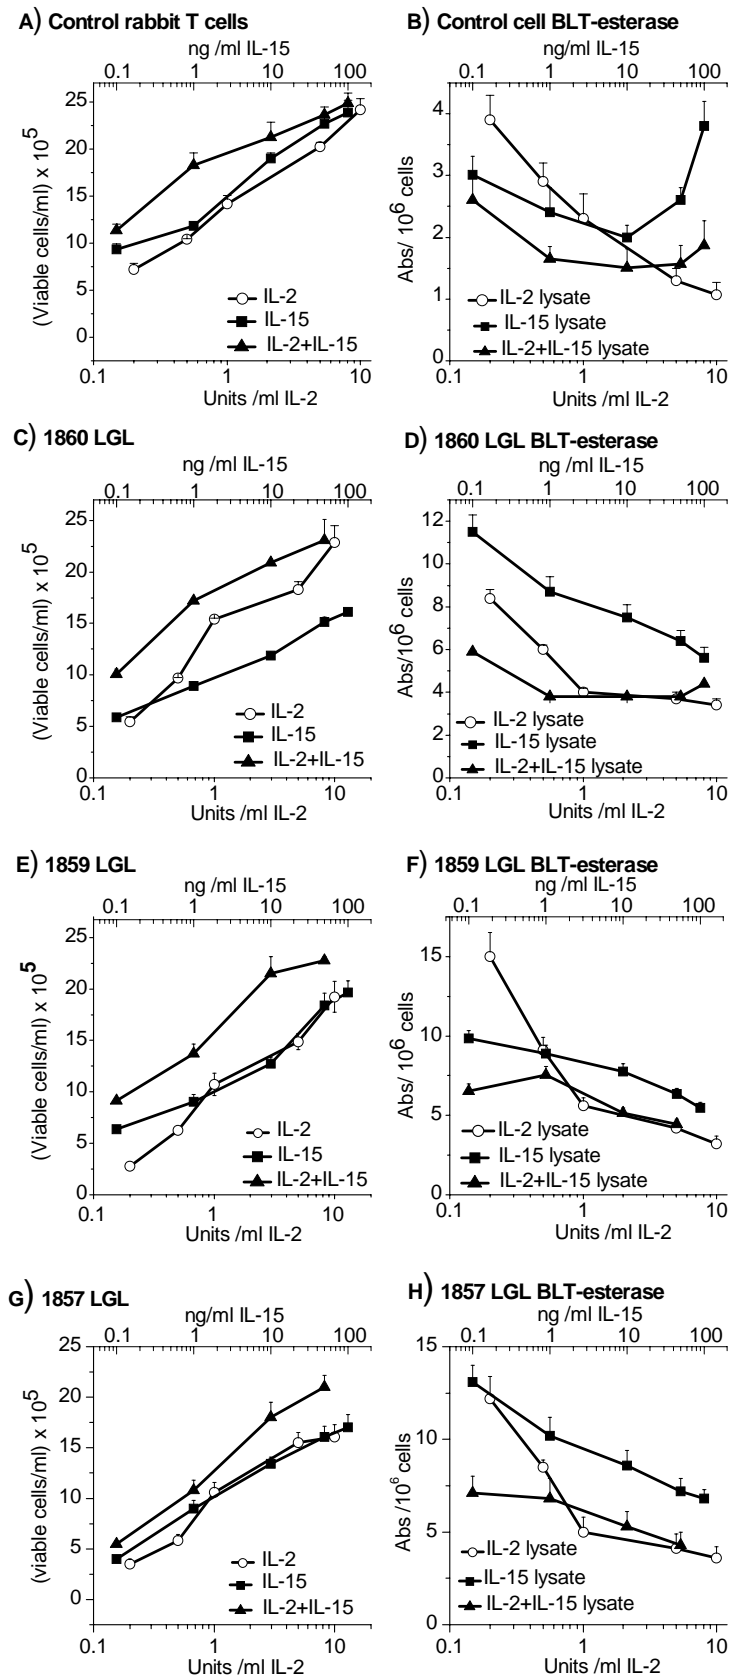 A) Control rabbit T cells
ng /ml IL-15
0.1 1 10 100
25
20
15
10
5
0
(Viable cells/ml) x 10^5
IL-2
IL-15
IL-2+IL-15
0.1 1 10
Units /ml IL-2
B) Control cell BLT-esterase
ng/ml IL-15
0.1 1 10 100
4
3
2
1
0
Abs/ 10^6 cells
IL-2 lysate
IL-15 lysate
IL-2+IL-15 lysate
0.1 1 10
Units /ml IL-2
C) 1860 LGL
ng /ml IL-15
0.1 1 10 100
25
20
15
10
5
0
(Viable cells/ml) x 10^5
IL-2
IL-15
IL-2+IL-15
0.1 1 10
Units /ml IL-2
D) 1860 LGL BLT-esterase
ng /ml IL-15
0.1 1 10 100
12
10
8
6
4
2
0
Abs/10^6 cells
IL-2 lysate
IL-15 lysate
IL-2+IL-15 lysate
0.1 1 10
Units /ml IL-2
E) 1859 LGL
ng /ml IL-15
0.1 1 10 100
25
20
15
10
5
0
(Viable cells/ml) x 10^5
IL-2
IL-15
IL-2+IL-15
0.1 1 10
Units /ml IL-2
F) 1859 LGL BLT-esterase
ng/ml IL-15
0.1 1 10 100
15
10
5
0
Abs/ 10^6 cells
IL-2 lysate
IL-15 lysate
IL-2+IL-15 lysate
0.1 1 10
Units /ml IL-2
G) 1857 LGL
ng/ml IL-15
0.1 1 10 100
25
20
15
10
5
0
(viable cells/ml) x 10^5
IL-2
IL-15
IL-2+IL-15
0.1 1 10
Units /ml IL-2
H) 1857 LGL BLT-esterase
ng /ml IL-15
0.1 1 10 100
15
10
5
0
Abs /10^6 cells
IL-2 lysate
IL-15 lysate
IL-2+IL-15 lysate
0.1 1 10
Units /ml IL-2